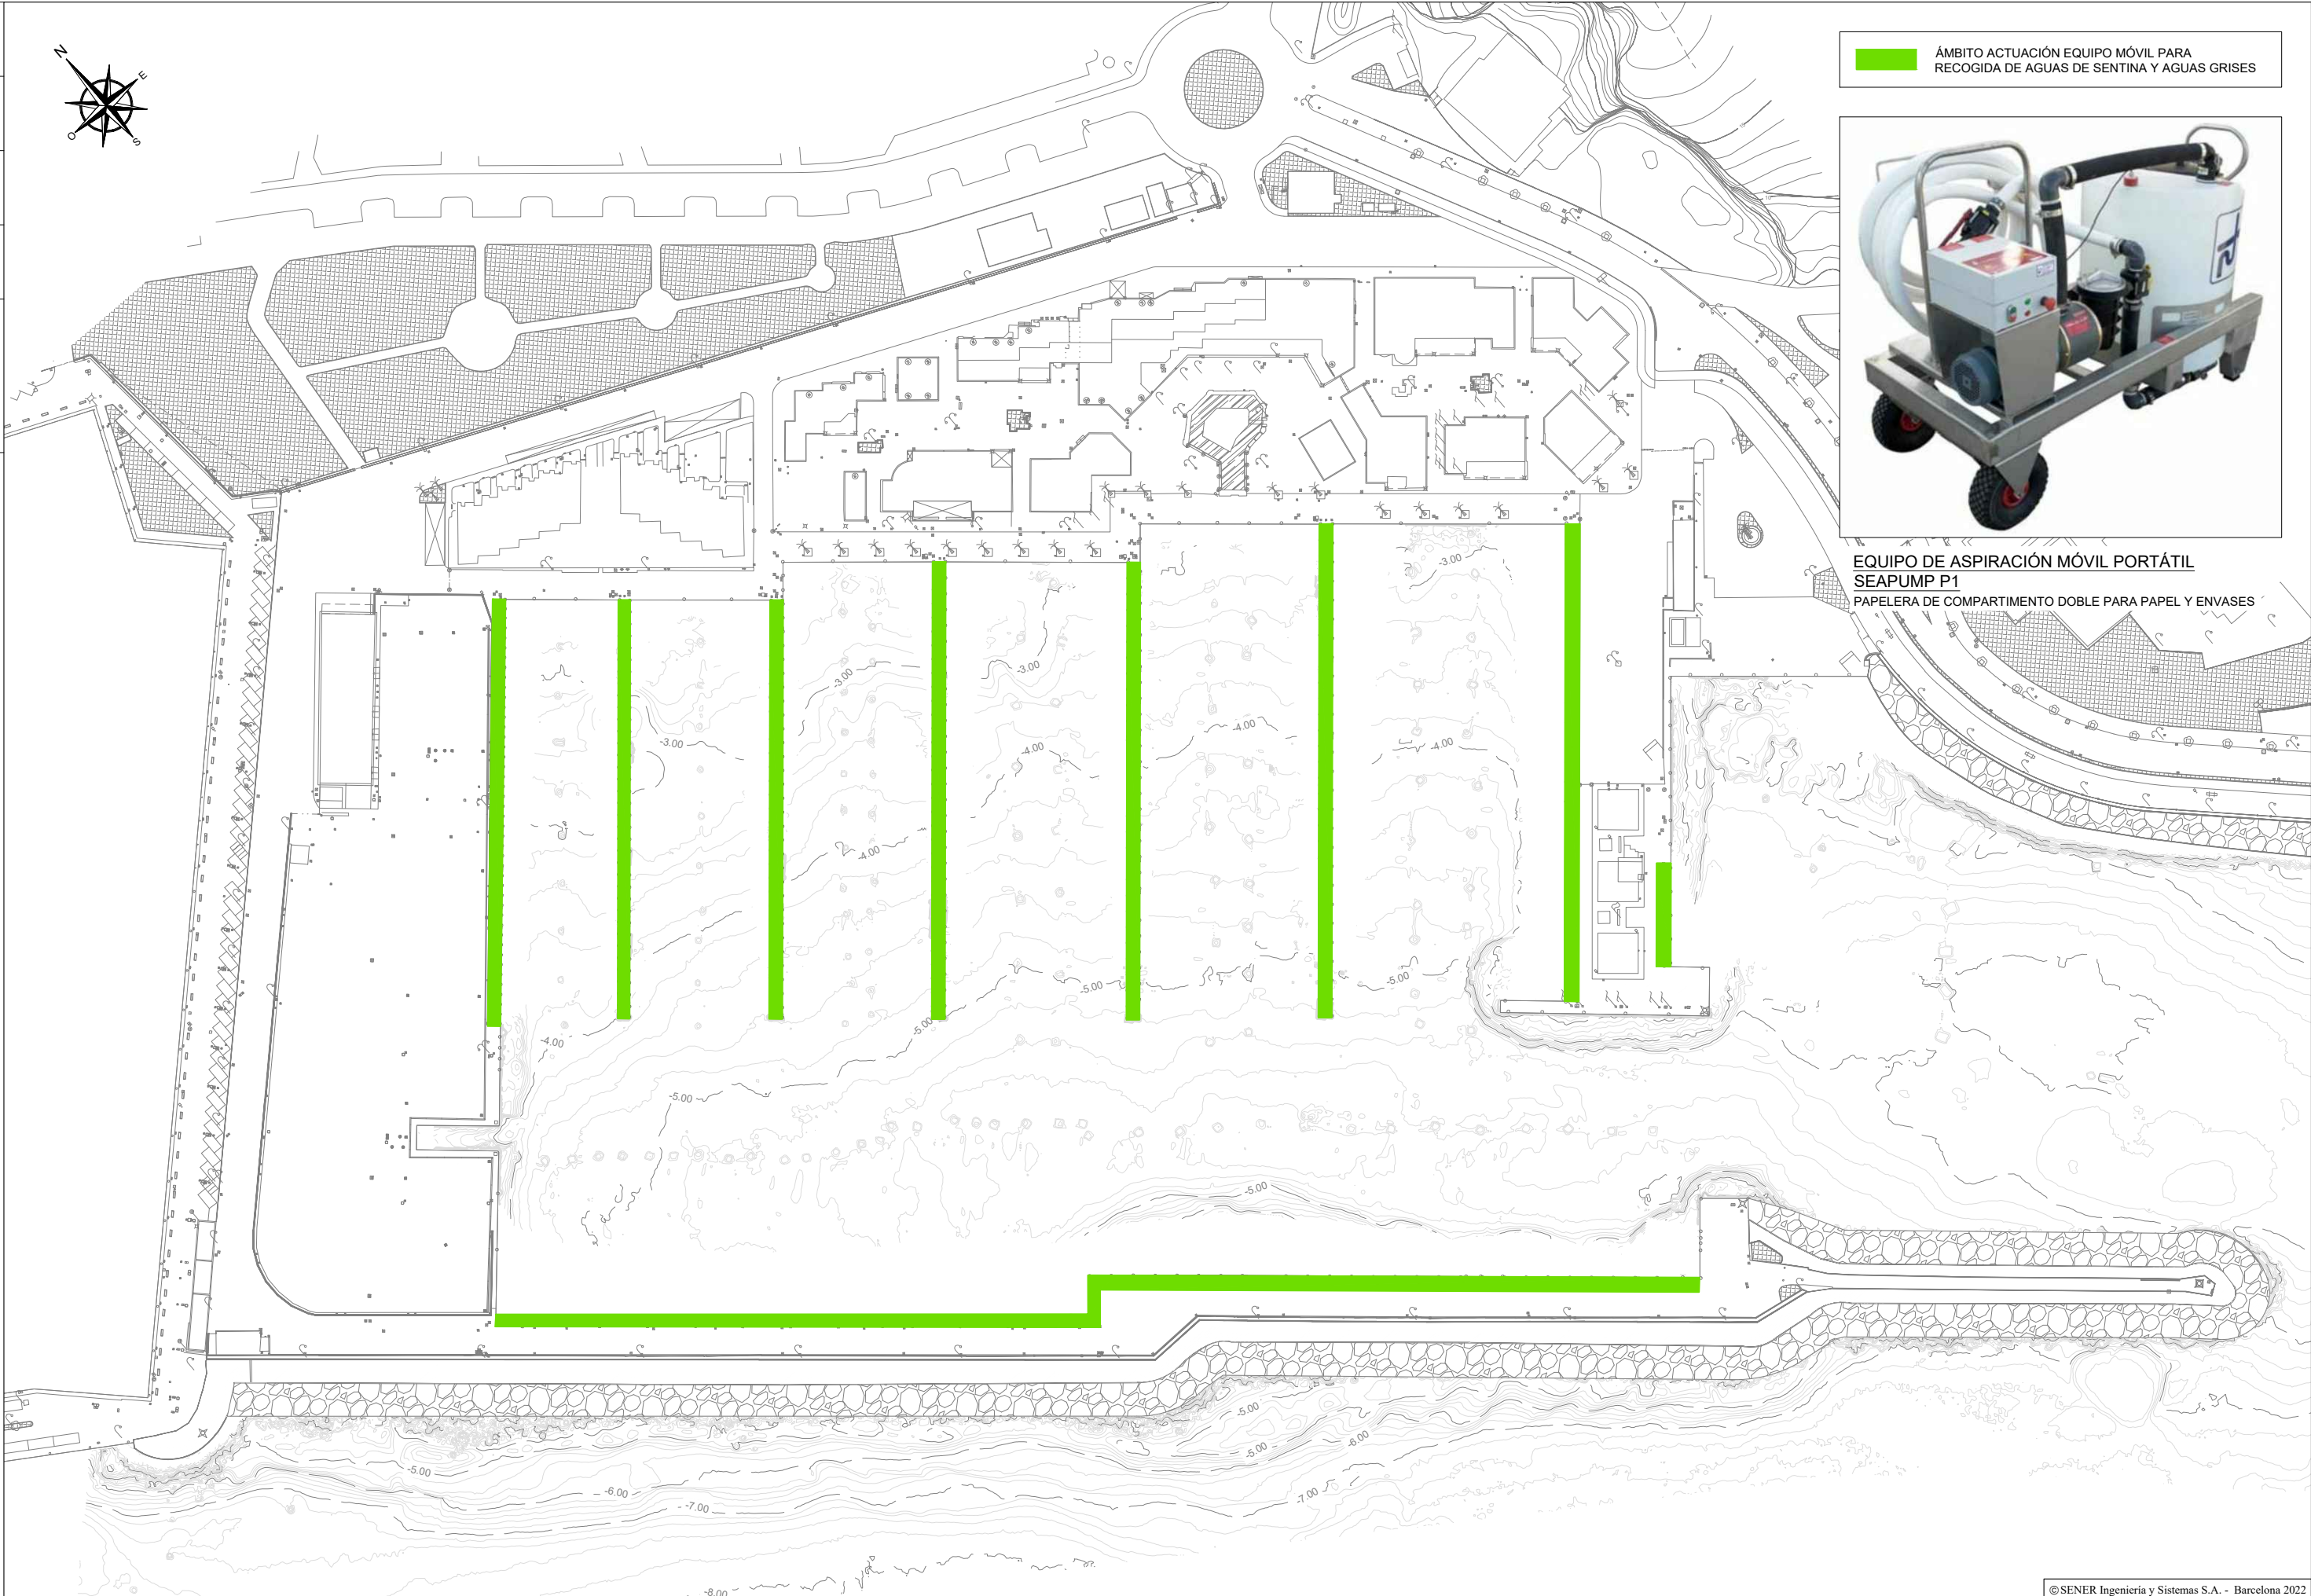 N
E
O
S
ÁMBITO ACTUACIÓN EQUIPO MÓVIL PARA
RECOGIDA DE AGUAS DE SENTINA Y AGUAS GRISES
EQUIPO DE ASPIRACIÓN MÓVIL PORTÁTIL
SEAPUMP P1
PAPELERA DE COMPARTIMENTO DOBLE PARA PAPEL Y ENVASES
-3.00
-3.00
-3.00
-3.00
-4.00
-4.00
-4.00
-4.00
-5.00
-5.00
-5.00
-4.00
-5.00
-5.00
-5.00
-5.00
-6.00
-5.00
-6.00
-7.00
-7.00
-8.00
©SENER Ingeniería y Sistemas S.A. - Barcelona 2022